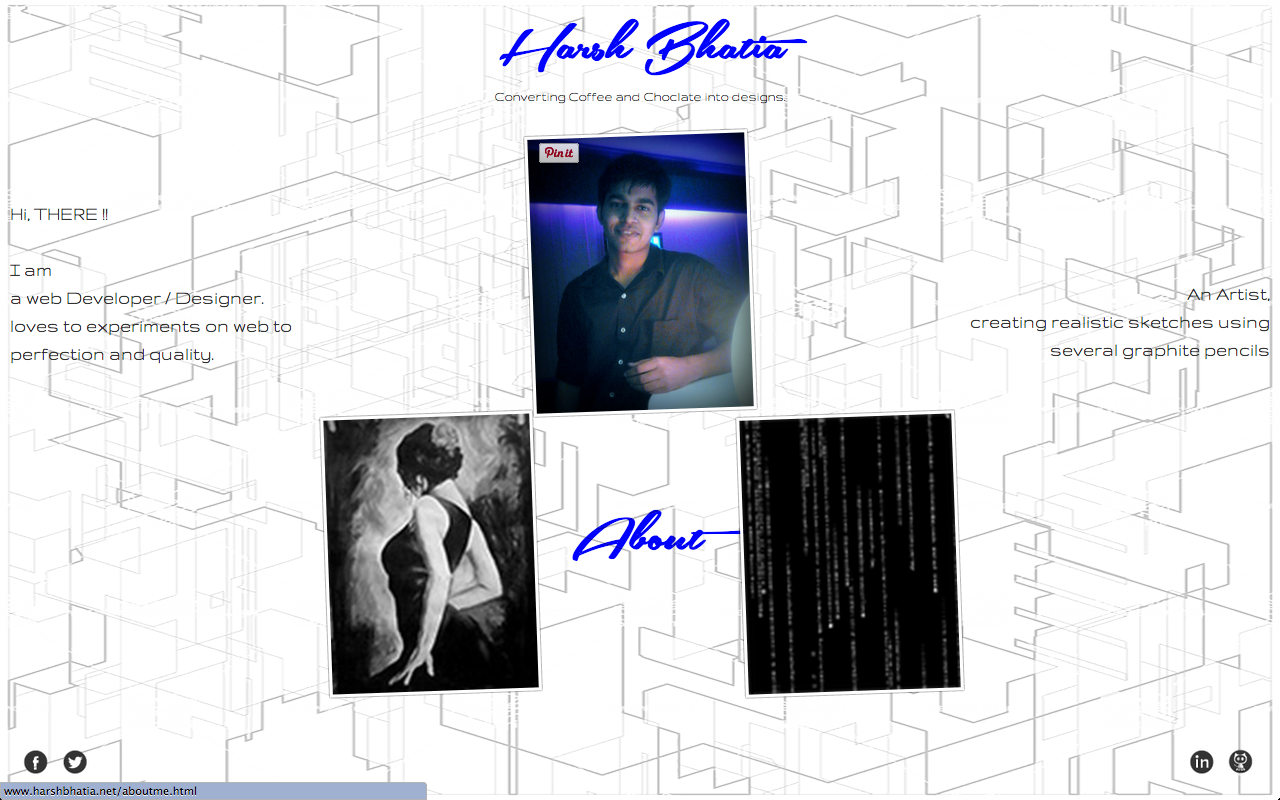 Harsh Bhatia
Converting Coffee and Choclate into designs.
Pin it
Hi, THERE !!
I am
a web Developer / Designer.
loves to experiments on web to
perfection and quality.
An Artist,
creating realistic sketches using
several graphite pencils
About
f
in
www.harshbhatia.net/aboutme.html